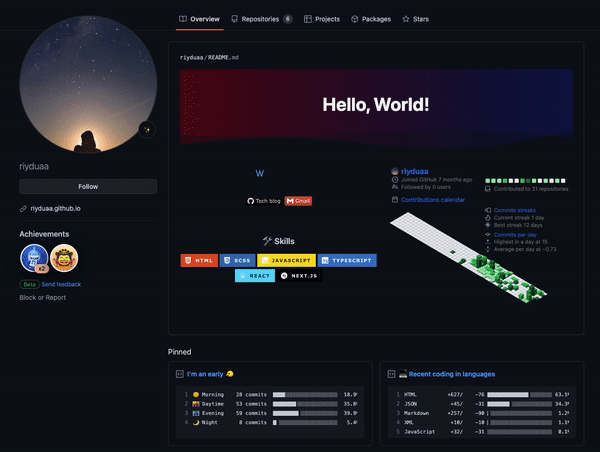 Overview
Repositories 6
Projects
Packages
Stars
riyduaa/README.md
Hello, World!
riyduaa
Follow
riyduaa.github.io
Achievements
x2
Beta Send feedback
Block or Report
W
Tech blog Gmail
Skills
HTML SCSS JAVASCRIPT TYPESCRIPT
REACT NEXT.JS
riyduaa
Joined GitHub 7 months ago
Followed by 0 users
Contributions calendar
Contributed to 31 repositories
Commits streaks
Current streak 1 day
Best streak 12 days
Commits per day
Highest in a day at 15
Average per day at ~0.73
Pinned
I'm an early
1 Morning 28 commits 18.9
2 Daytime 53 commits 35.8
3 Evening 59 commits 39.9
4 Night 8 commits 5.4
Recent coding in languages
1 HTML +627/ -76 63.1
2 JSON +45/ -31 34.3
3 Markdown +257/ -90 1.2
4 XML +10/ -10 1.1
5 JavaScript +32/ -31 0.1